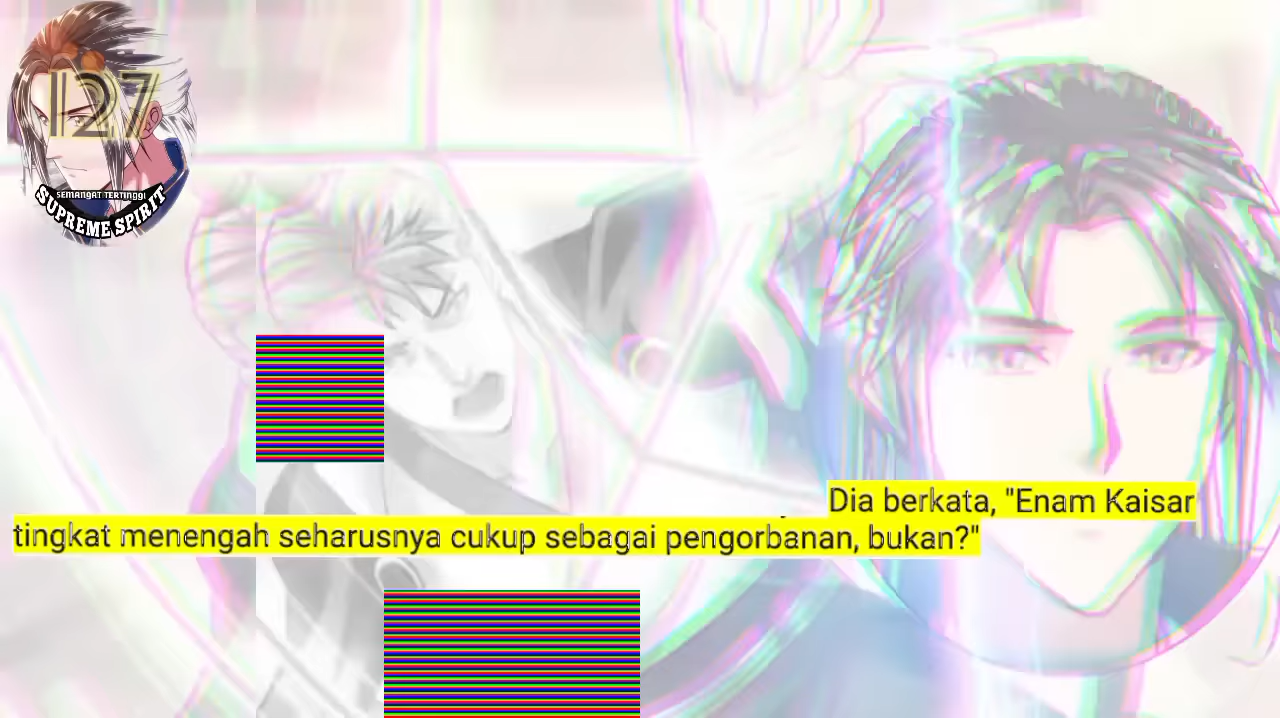 127
SEMANGAT TERTINGGI
SUPREME SPIRIT
Dia berkata, "Enam Kaisar
tingkat menengah seharusnya cukup sebagai pengorbanan, bukan?"